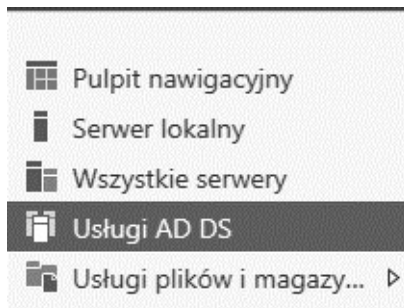 Pulpit nawigacyjny
Serwer lokalny
Wszystkie serwery
Usługi AD DS
Usługi plików i magazy...